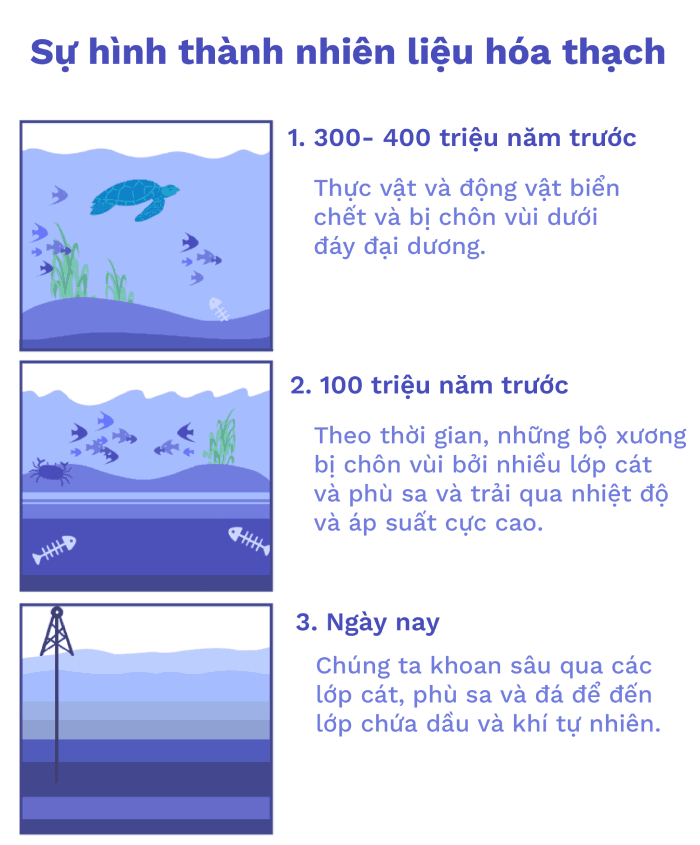 Sự hình thành nhiên liệu hóa thạch
1. 300- 400 triệu năm trước
Thực vật và động vật biển
chết và bị chôn vùi dưới
đáy đại dương.
2. 100 triệu năm trước
Theo thời gian, những bộ xương
bị chôn vùi bởi nhiều lớp cát
và phù sa và trải qua nhiệt độ
và áp suất cực cao.
3. Ngày nay
Chúng ta khoan sâu qua các
lớp cát, phù sa và đá để đến
lớp chứa dầu và khí tự nhiên.